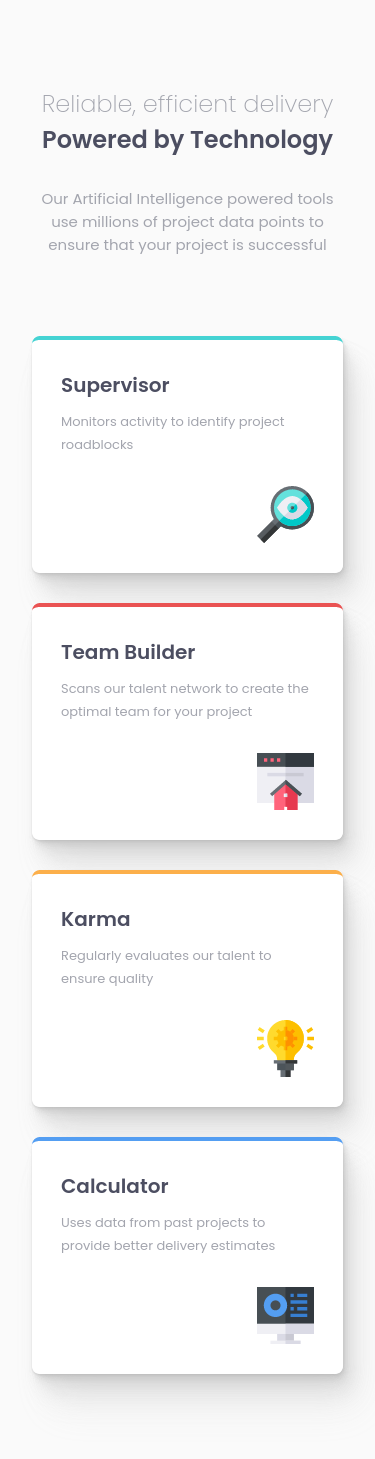 Reliable, efficient delivery
Powered by Technology
Our Artificial Intelligence powered tools
use millions of project data points to
ensure that your project is successful
Supervisor
Monitors activity to identify project
roadblocks
Team Builder
Scans our talent network to create the
optimal team for your project
Karma
Regularly evaluates our talent to
ensure quality
Calculator
Uses data from past projects to
provide better delivery estimates